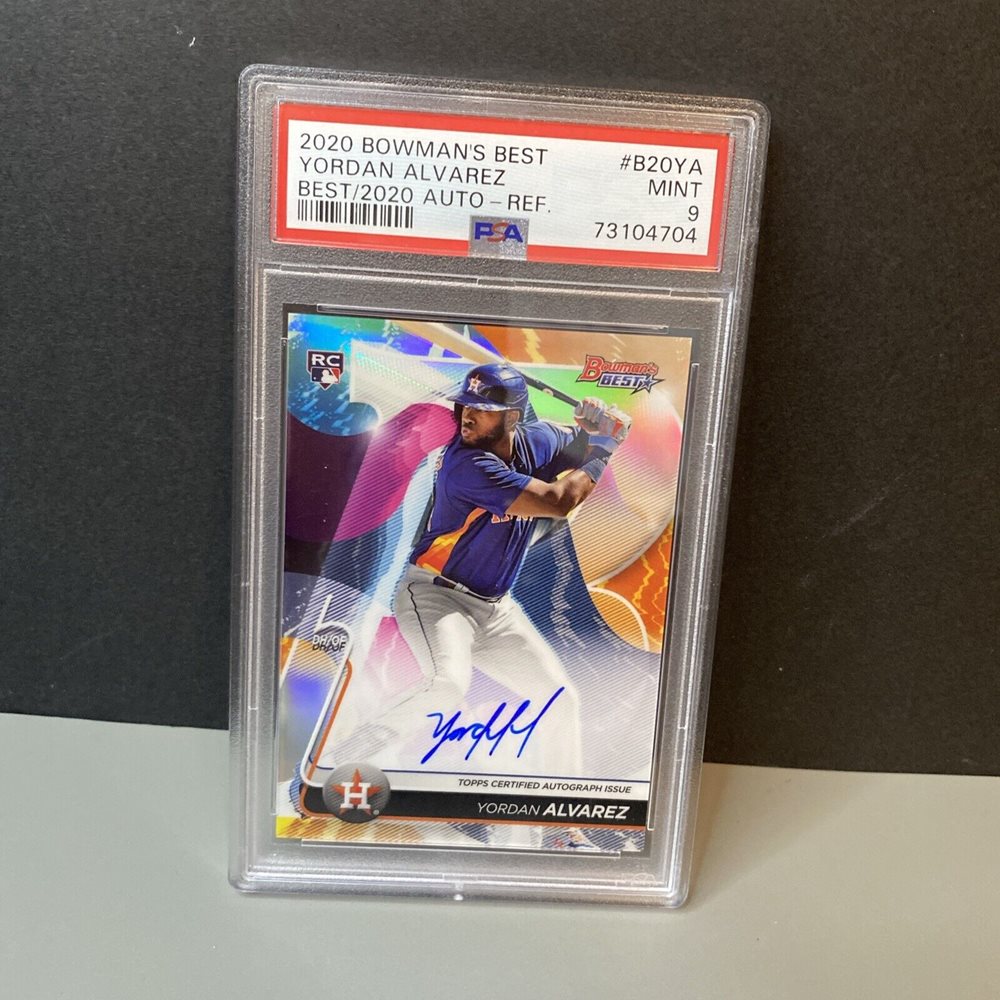 2020 BOWMAN'S BEST #B20YA
YORDAN ALVAREZ MINT
BEST/2020 AUTO-REF. 9
PSA 73104704
RC
Bowman's
BEST
DH/OF
Yordan
TOPPS CERTIFIED AUTOGRAPH ISSUE
H
YORDAN ALVAREZ